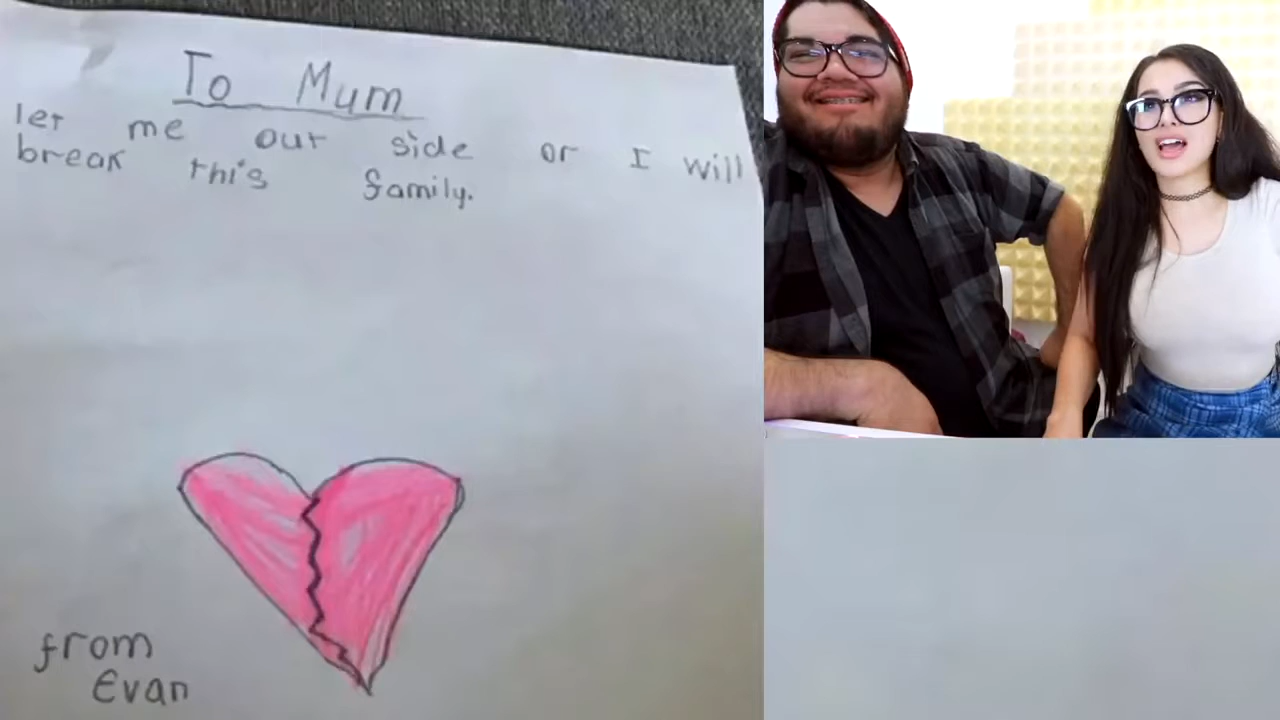 To Mum
let me out side or I will
break this family.
from
Evan